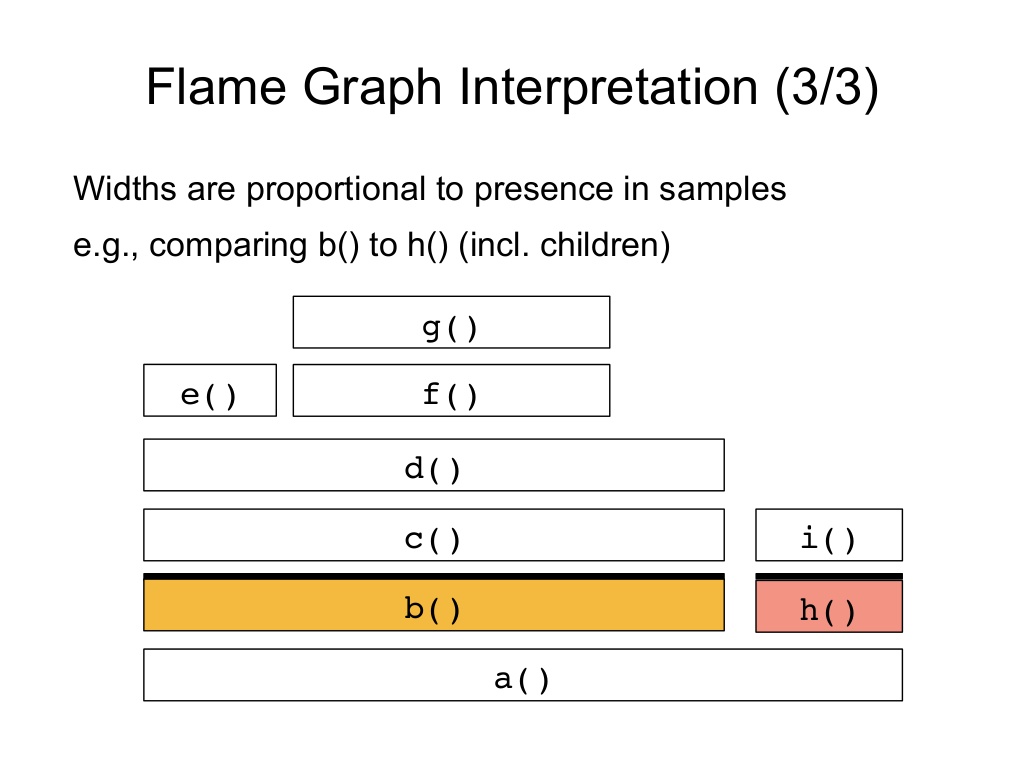 Flame Graph Interpretation (3/3)
Widths are proportional to presence in samples
e.g., comparing b() to h() (incl. children)
g()
e()
f()
d()
c()
i()
b()
h()
a()